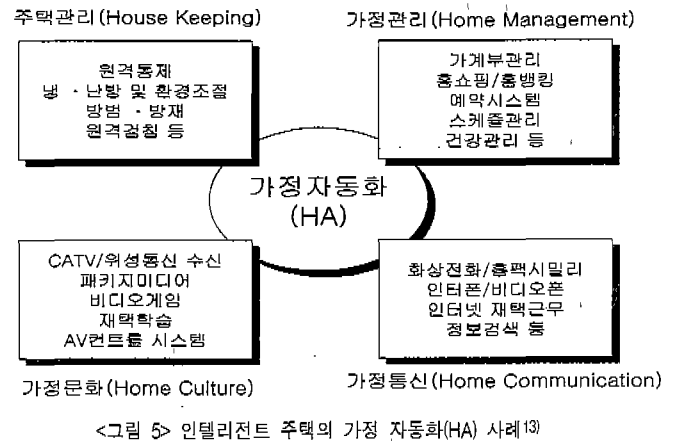 주택관리(House Keeping)
원격통제
냉 · 난방 및 환경조절
방범 · 방재
원격검침 등
가정관리(Home Management)
가계부관리
홈쇼핑/홈뱅킹
예약시스템
스케쥴관리
건강관리 등
가정자동화
(HA)
CATV/위성통신 수신
패키지미디어
비디오게임
재택학습
AV컨트롤 시스템
가정문화(Home Culture)
화상전화/홈팩시밀리
인터폰/비디오폰
인터넷 재택근무
정보검색 등
가정통신(Home Communication)
<그림 5> 인텔리전트 주택의 가정 자동화(HA) 사례13)